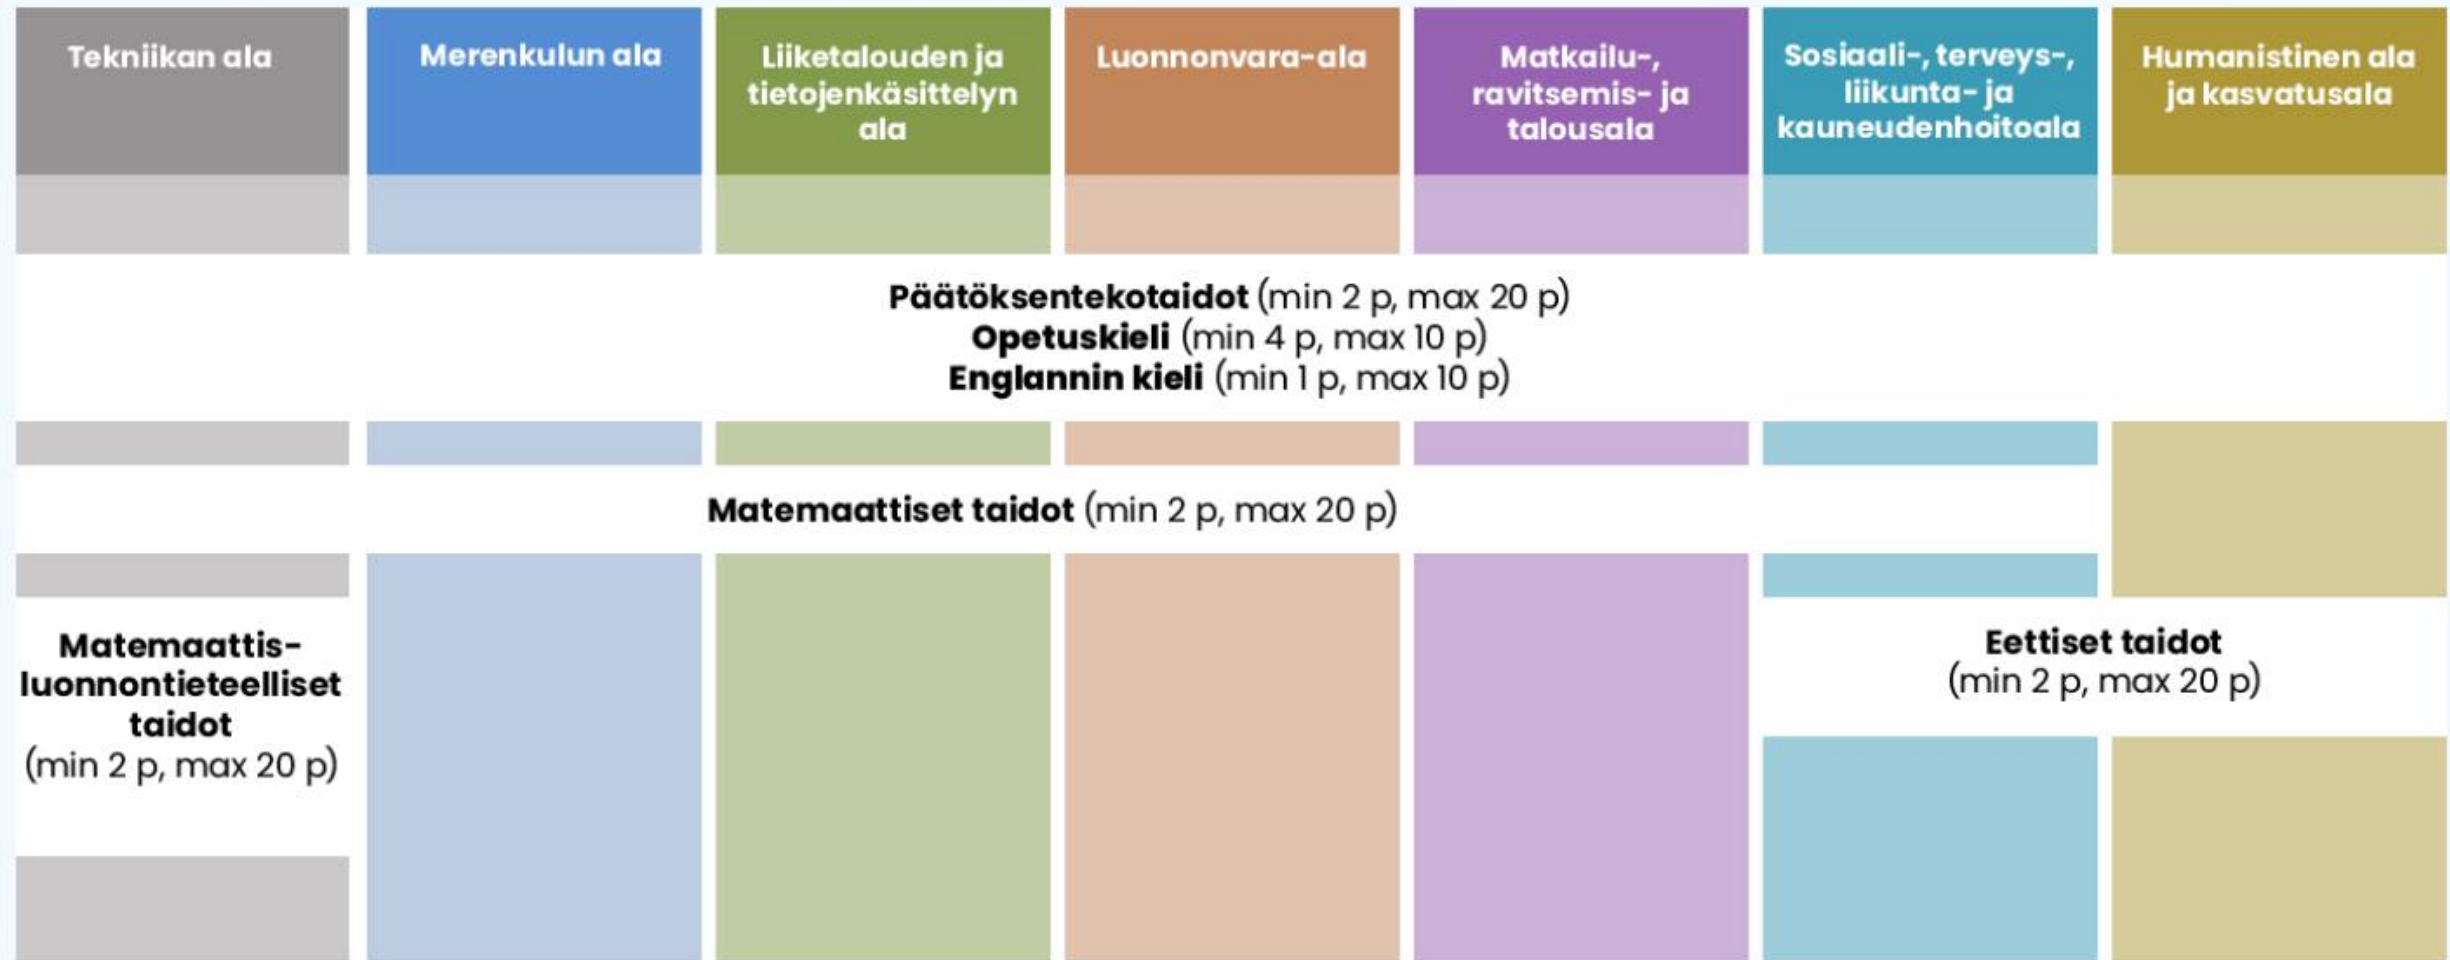 Tekniikan ala
Merenkulun ala
Liiketalouden ja
tietojenkäsittelyn
ala
Luonnonvara-ala
Matkailu-,
ravitsemis- ja
talousala
Sosiaali-, terveys-,
liikunta- ja
kauneudenhoitoala
Humanistinen ala
ja kasvatusala
Päätöksentekotaidot (min 2 p, max 20 p)
Opetuskieli (min 4 p, max 10 p)
Englannin kieli (min 1 p, max 10 p)
Matemaattiset taidot (min 2 p, max 20 p)
Matemaattis-
luonnontieteelliset
taidot
(min 2 p, max 20 p)
Eettiset taidot
(min 2 p, max 20 p)